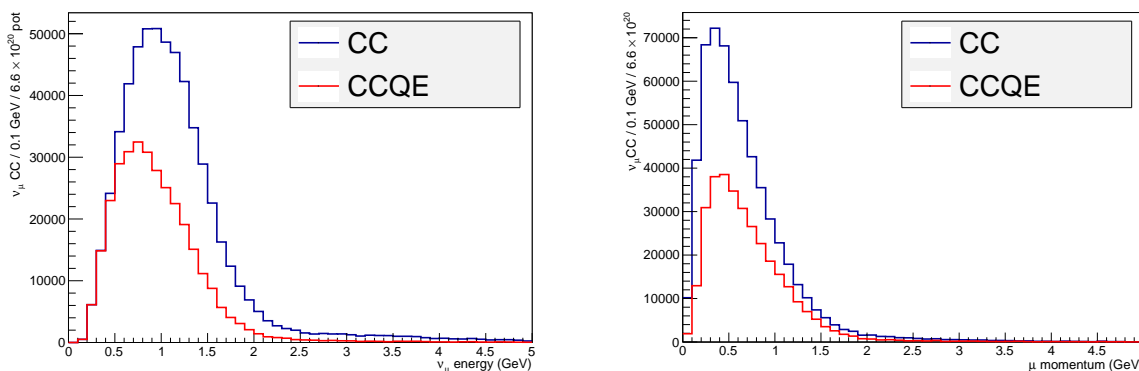 ν_μ CC / 0.1 GeV / 6.6 × 10^20 pot
50000
40000
30000
20000
10000
0
CC
CCQE
0 0.5 1 1.5 2 2.5 3 3.5 4 4.5 5
ν_μ energy (GeV)
ν_μCC / 0.1 GeV / 6.6 × 10^20
70000
60000
50000
40000
30000
20000
10000
0
CC
CCQE
0 0.5 1 1.5 2 2.5 3 3.5 4 4.5
μ momentum (GeV